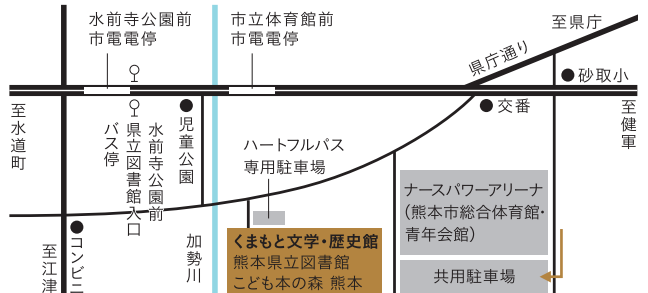 水前寺公園前
市電電停
市立体育館前
市電電停
至県庁
県庁通り
砂取小
交番
至健軍
至水道町
バス停
水前寺公園前
県立図書館入口
児童公園
ハートフルパス
専用駐車場
ナースパワーアリーナ
（熊本市総合体育館・
青年会館）
共用駐車場
くまもと文学・歴史館
熊本県立図書館
こども本の森 熊本
加勢川
コンビニ
至江津